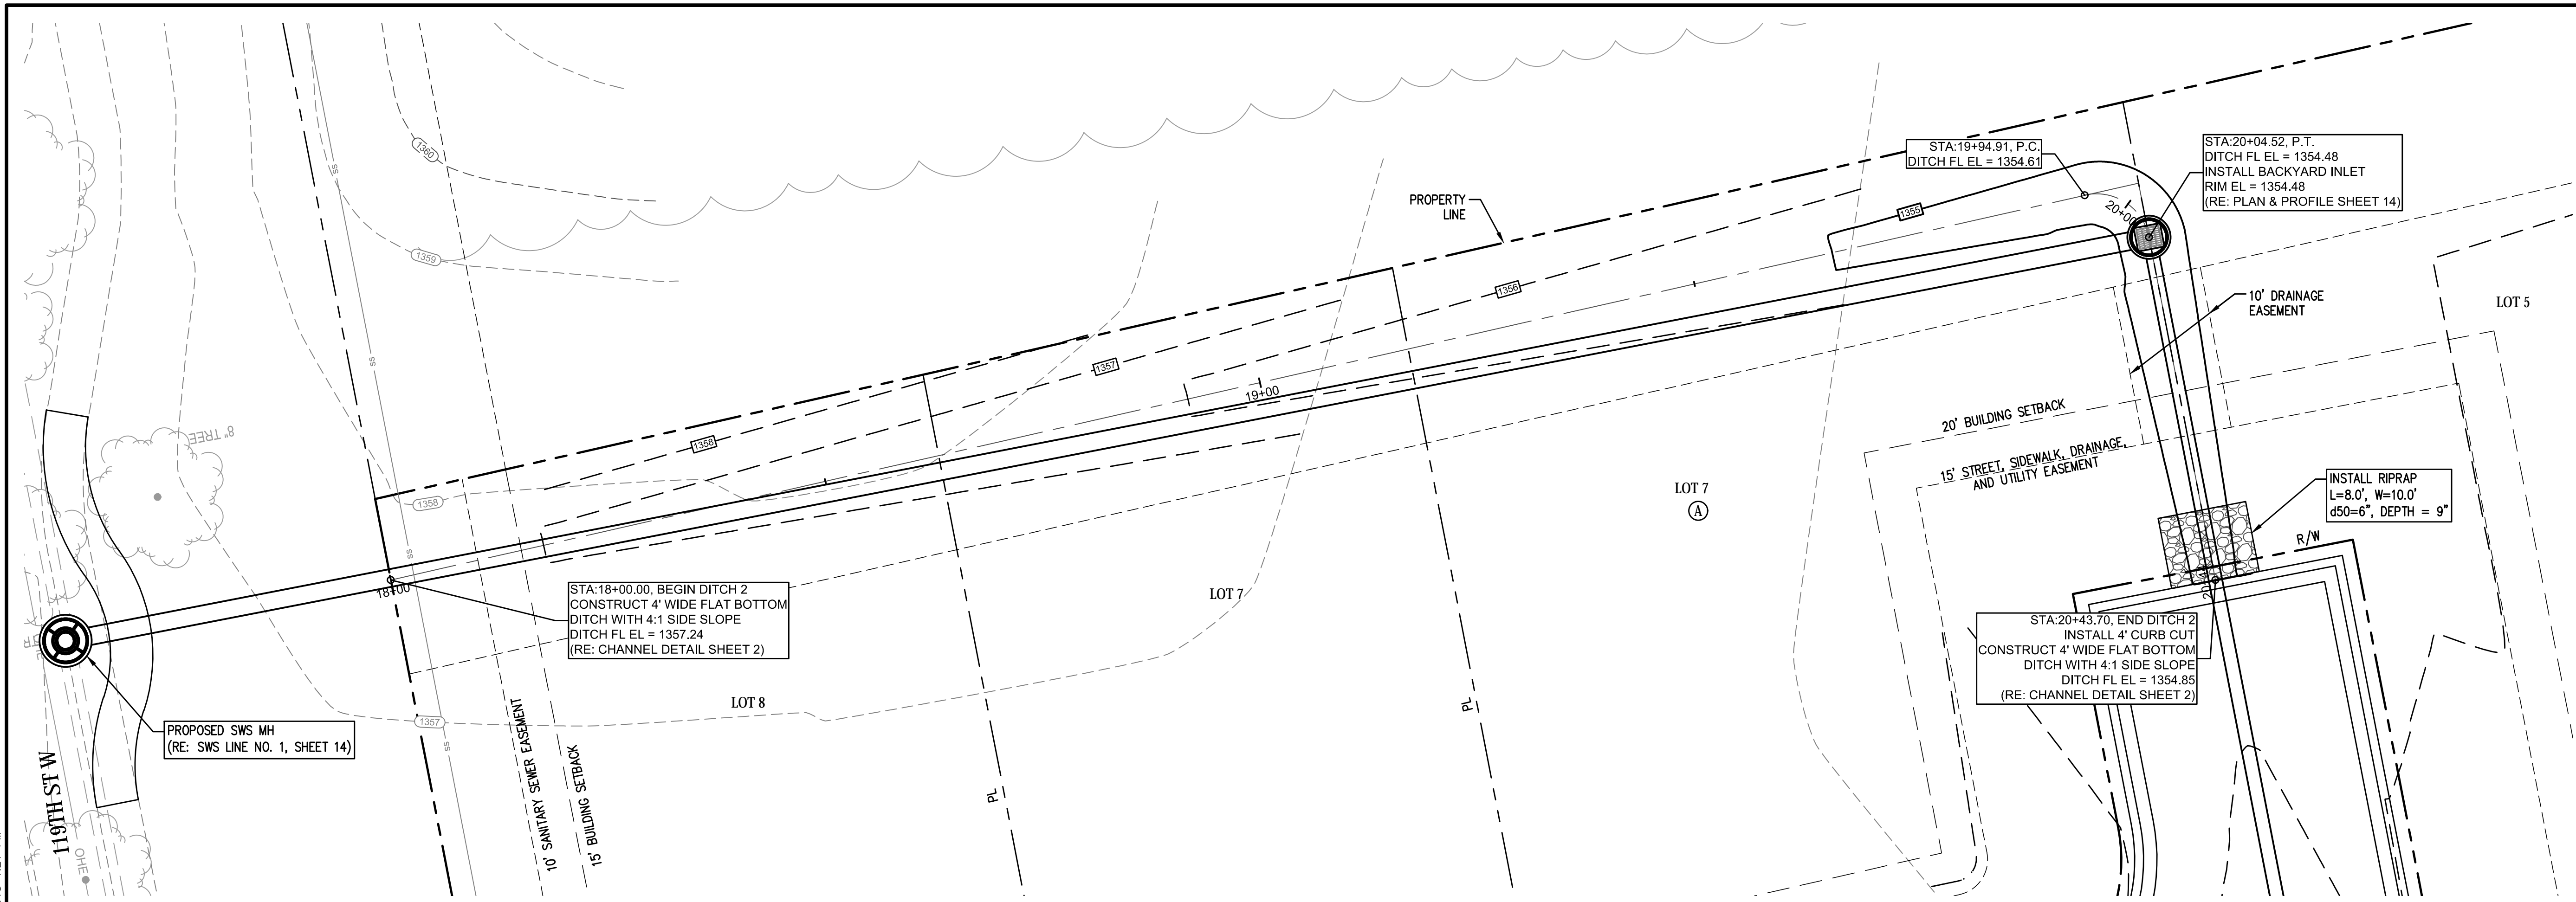 1360
1359
SS
SS
SS
SS
1358
1357
8" TREE
119TH ST W
OHE
PROPOSED SWS MH
(RE: SWS LINE NO. 1, SHEET 14)
18+00
STA:18+00.00, BEGIN DITCH 2
CONSTRUCT 4' WIDE FLAT BOTTOM
DITCH WITH 4:1 SIDE SLOPE
DITCH FL EL = 1357.24
(RE: CHANNEL DETAIL SHEET 2)
10' SANITARY SEWER EASEMENT
15' BUILDING SETBACK
LOT 8
1358
1357
1356
1355
19+00
PL
LOT 7
PL
LOT 7
A
PROPERTY
LINE
STA:19+94.91, P.C.
DITCH FL EL = 1354.61
20+00
STA:20+04.52, P.T.
DITCH FL EL = 1354.48
INSTALL BACKYARD INLET
RIM EL = 1354.48
(RE: PLAN & PROFILE SHEET 14)
10' DRAINAGE
EASEMENT
LOT 5
20' BUILDING SETBACK
15' STREET, SIDEWALK, DRAINAGE,
AND UTILITY EASEMENT
INSTALL RIPRAP
L=8.0', W=10.0'
d50=6", DEPTH = 9"
R/W
STA:20+43.70, END DITCH 2
INSTALL 4' CURB CUT
CONSTRUCT 4' WIDE FLAT BOTTOM
DITCH WITH 4:1 SIDE SLOPE
DITCH FL EL = 1354.85
(RE: CHANNEL DETAIL SHEET 2)